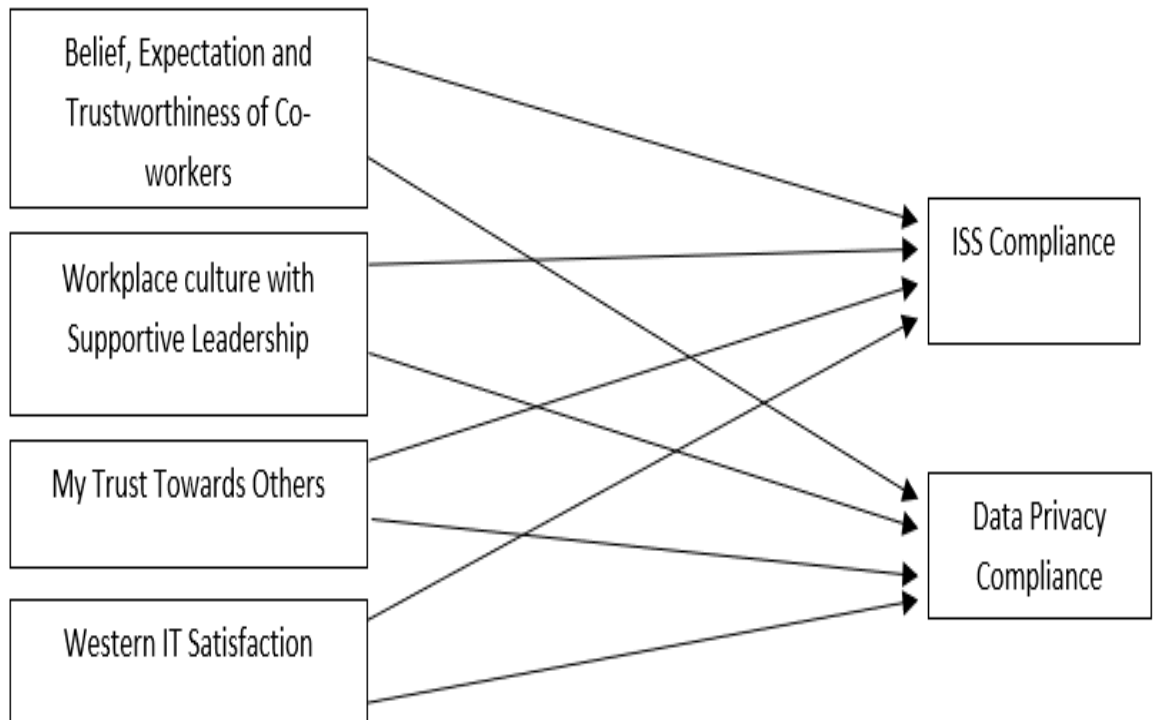 Belief, Expectation and
Trustworthiness of Co-
workers
Workplace culture with
Supportive Leadership
My Trust Towards Others
Western IT Satisfaction
ISS Compliance
Data Privacy
Compliance